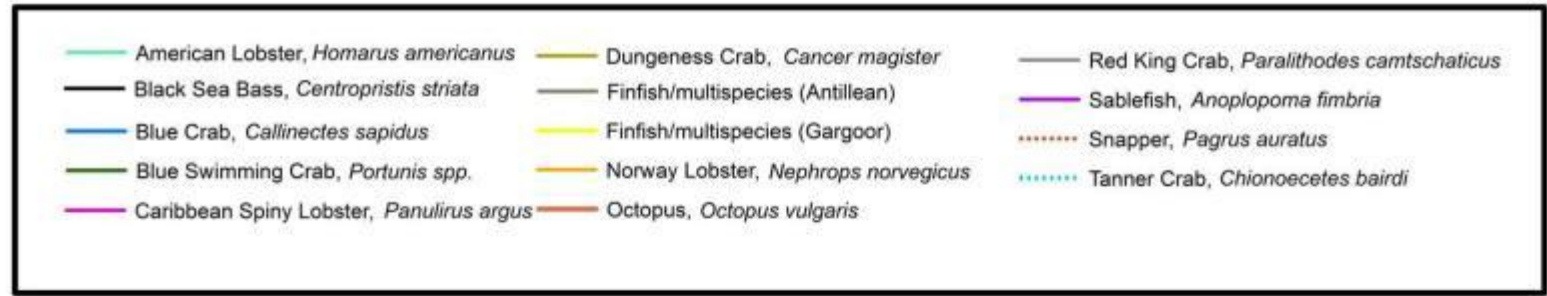 American Lobster, Homarus americanus
Black Sea Bass, Centropristis striata
Blue Crab, Callinectes sapidus
Blue Swimming Crab, Portunis spp.
Caribbean Spiny Lobster, Panulirus argus
Dungeness Crab, Cancer magister
Finfish/multispecies (Antillean)
Finfish/multispecies (Gargoor)
Norway Lobster, Nephrops norvegicus
Octopus, Octopus vulgaris
Red King Crab, Paralithodes camtschaticus
Sablefish, Anoplopoma fimbria
Snapper, Pagrus auratus
Tanner Crab, Chionoecetes bairdi